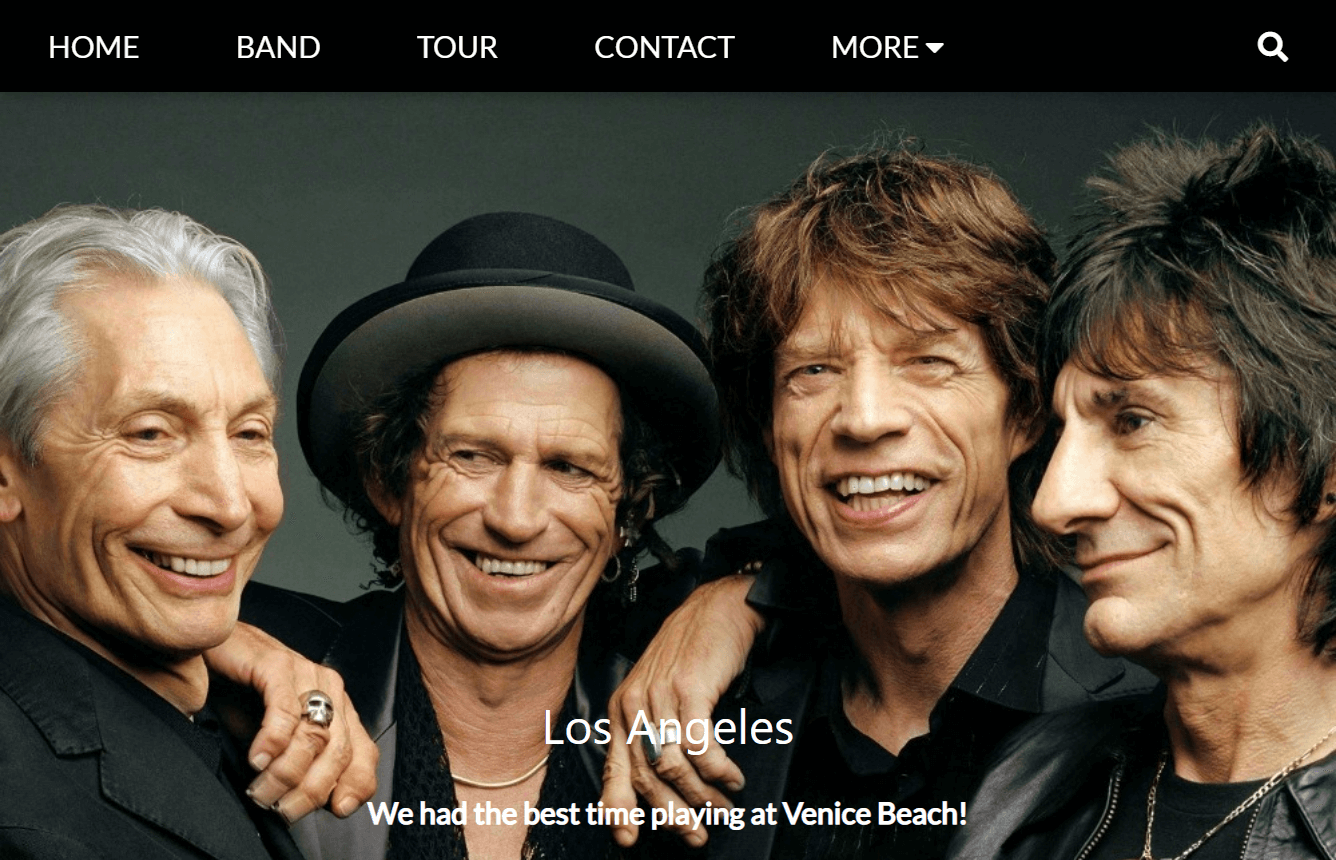 HOME BAND TOUR CONTACT MORE
Los Angeles
We had the best time playing at Venice Beach!